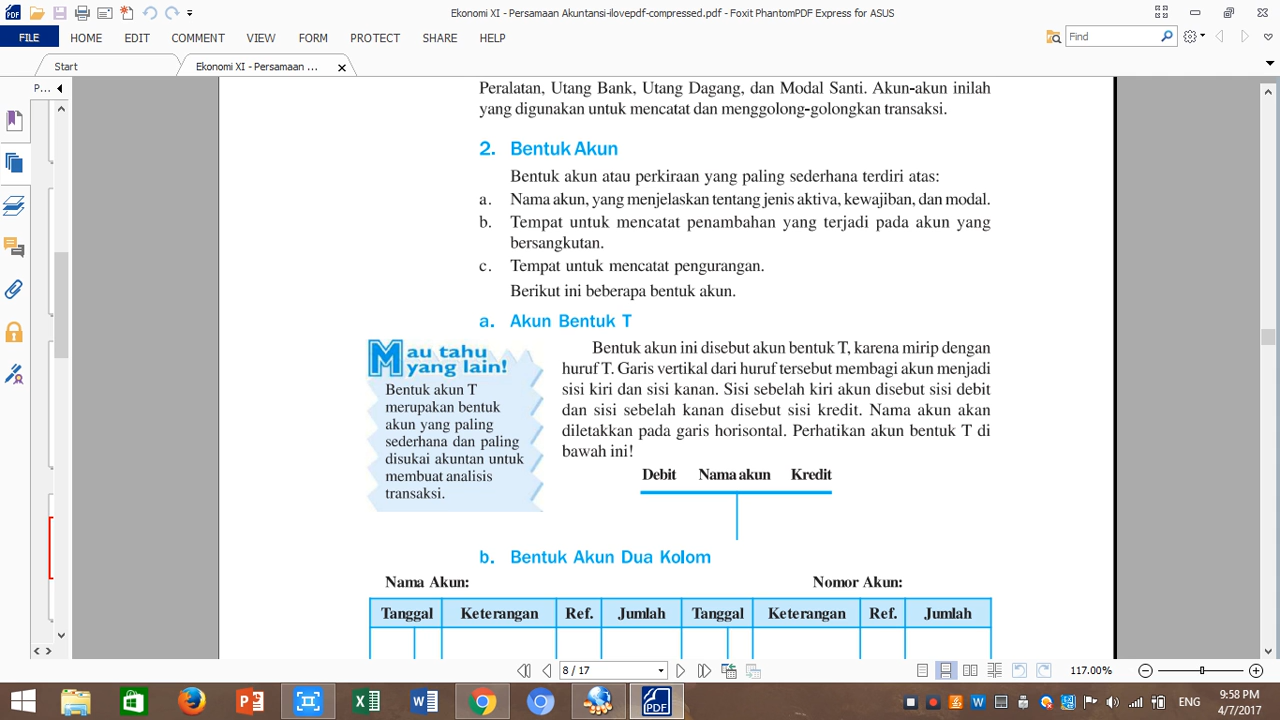 Ekonomi XI - Persamaan Akuntansi-ilovepdf-compressed.pdf - Foxit PhantomPDF Express for ASUS
FILE HOME EDIT COMMENT VIEW FORM PROTECT SHARE HELP
Find
Start
Ekonomi XI - Persamaan ...
P...
Peralatan, Utang Bank, Utang Dagang, dan Modal Santi. Akun-akun inilah
yang digunakan untuk mencatat dan menggolong-golongkan transaksi.
2. Bentuk Akun
Bentuk akun atau perkiraan yang paling sederhana terdiri atas:
a. Nama akun, yang menjelaskan tentang jenis aktiva, kewajiban, dan modal.
b. Tempat untuk mencatat penambahan yang terjadi pada akun yang
bersangkutan.
c. Tempat untuk mencatat pengurangan.
Berikut ini beberapa bentuk akun.
a. Akun Bentuk T
Mau tahu
yang lain!
Bentuk akun T
merupakan bentuk
akun yang paling
sederhana dan paling
disukai akuntan untuk
membuat analisis
transaksi.
Bentuk akun ini disebut akun bentuk T, karena mirip dengan
huruf T. Garis vertikal dari huruf tersebut membagi akun menjadi
sisi kiri dan sisi kanan. Sisi sebelah kiri akun disebut sisi debit
dan sisi sebelah kanan disebut sisi kredit. Nama akun akan
diletakkan pada garis horisontal. Perhatikan akun bentuk T di
bawah ini!
Debit Nama akun Kredit
b. Bentuk Akun Dua Kolom
Nama Akun: Nomor Akun:
Tanggal Keterangan Ref. Jumlah Tanggal Keterangan Ref. Jumlah
8 / 17
117.00%
ENG
9:58 PM
4/7/2017